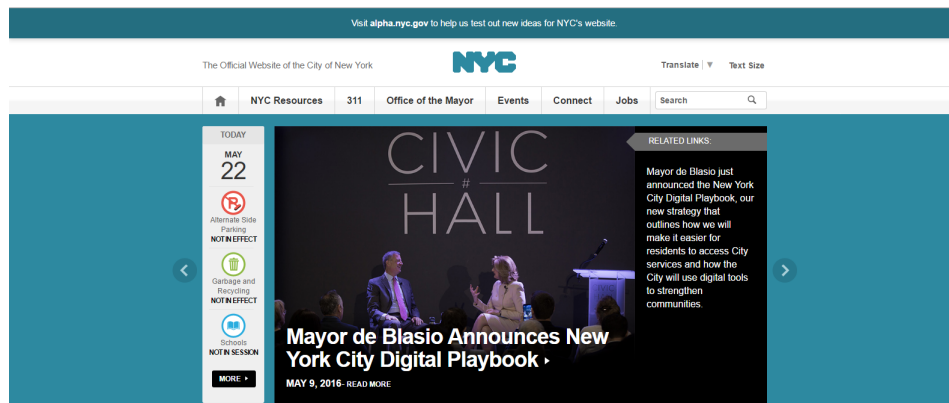 Visit alpha.nyc.gov to help us test out new ideas for NYC's website.
The Official Website of the City of New York
NYC
Translate | ▼ Text Size
NYC Resources 311 Office of the Mayor Events Connect Jobs Search
TODAY
MAY
22
Alternate Side
Parking
NOT IN EFFECT
Garbage and
Recycling
NOT IN EFFECT
Schools
NOT IN SESSION
MORE ▸
CIVIC
#
HALL
Mayor de Blasio Announces New
York City Digital Playbook ▸
MAY 9, 2016- READ MORE
RELATED LINKS:
Mayor de Blasio just
announced the New York
City Digital Playbook, our
new strategy that
outlines how we will
make it easier for
residents to access City
services and how the
City will use digital tools
to strengthen
communities.